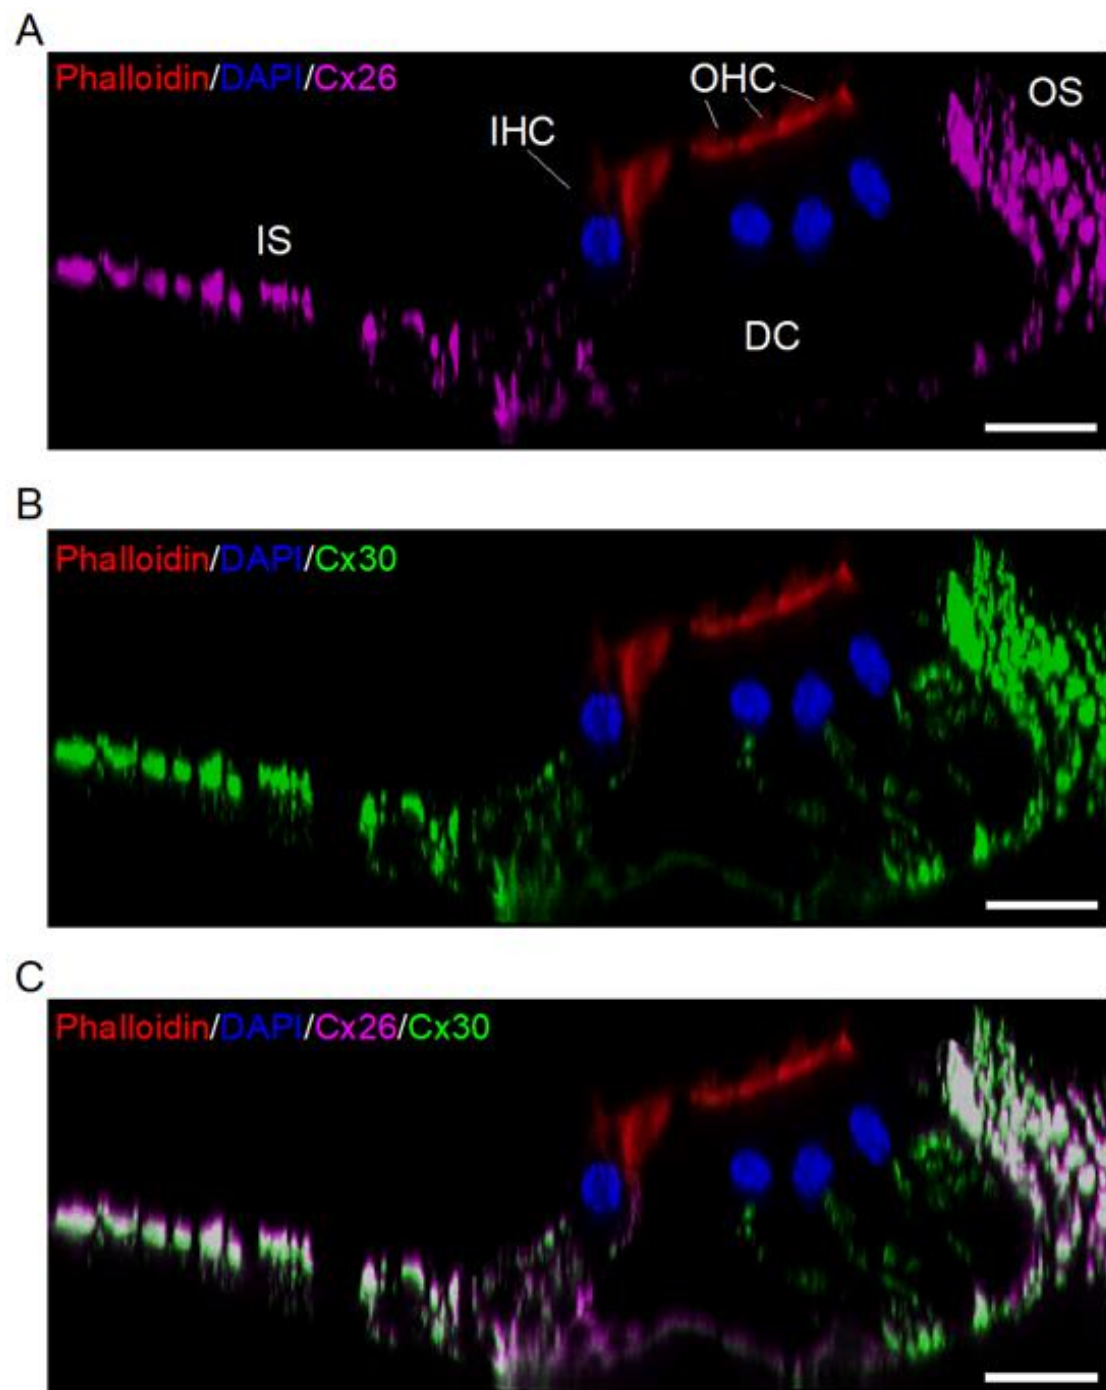 A
Phalloidin/DAPI/Cx26
OHC
OS
IHC
IS
DC
B
Phalloidin/DAPI/Cx30
C
Phalloidin/DAPI/Cx26/Cx30